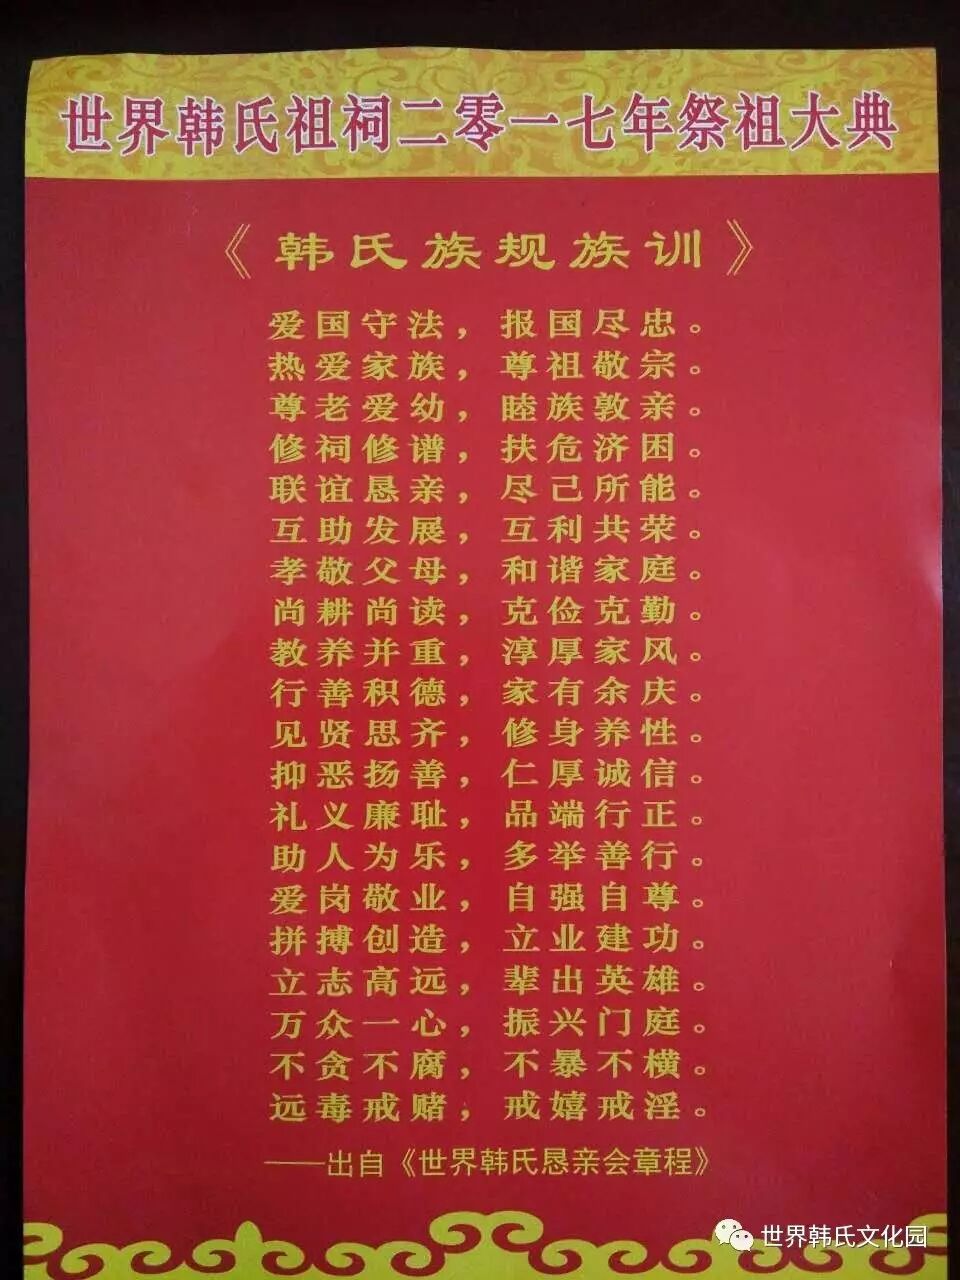 世界韩氏祖祠二零一七年祭祖大典
《韩氏族规族训》
爱国守法，报国尽忠。
热爱家族，尊祖敬宗。
尊老爱幼，睦族敦亲。
修祠修谱，扶危济困。
联谊恳亲，尽己所能。
互助发展，互利共荣。
孝敬父母，和谐家庭。
尚耕尚读，克俭克勤。
教养并重，淳厚家风。
行善积德，家有余庆。
见贤思齐，修身养性。
抑恶扬善，仁厚诚信。
礼义廉耻，品端行正。
助人为乐，多举善行。
爱岗敬业，自强自尊。
拼搏创造，立业建功。
立志高远，辈出英雄。
万众一心，振兴门庭。
不贪不腐，不暴不横。
远毒戒赌，戒嬉戒淫。
——出自《世界韩氏恳亲会章程》
世界韩氏文化园